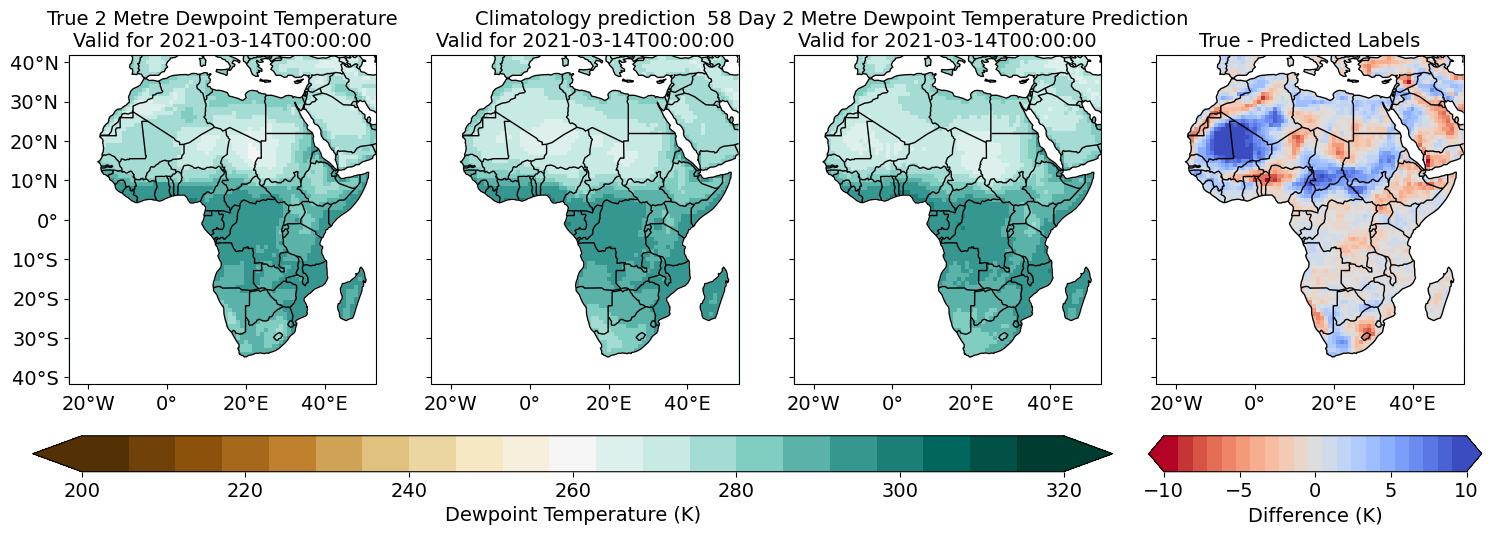 True 2 Metre Dewpoint Temperature
Valid for 2021-03-14T00:00:00
Climatology prediction  58 Day 2 Metre Dewpoint Temperature Prediction
Valid for 2021-03-14T00:00:00
Valid for 2021-03-14T00:00:00
True - Predicted Labels
40°N
30°N
20°N
10°N
0°
10°S
20°S
30°S
40°S
20°W 0° 20°E 40°E
20°W 0° 20°E 40°E
20°W 0° 20°E 40°E
20°W 0° 20°E 40°E
200 220 240 260 280 300 320
Dewpoint Temperature (K)
−10 −5 0 5 10
Difference (K)